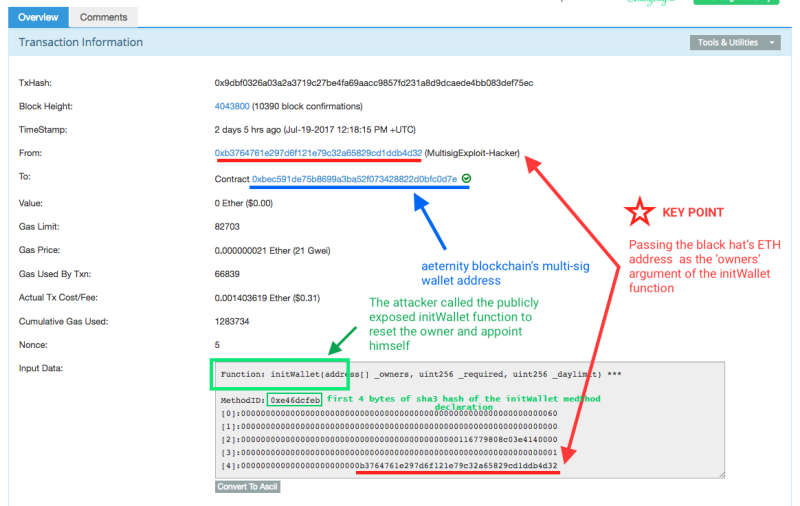 Overview Comments
Transaction Information
Tools & Utilities
TxHash: 0x9dbf0326a03a2a3719c27be4fa69aacc9857fd231a8d9dcaede4bb083def75ec
Block Height: 4043800 (10390 block confirmations)
TimeStamp: 2 days 5 hrs ago (Jul-19-2017 12:18:15 PM +UTC)
From: 0xb3764761e297d6f121e79c32a65829cd1ddb4d32 (MultisigExploit-Hacker)
To: Contract 0xbec591de75b8699a3ba52f073428822d0bfc0d7e
Value: 0 Ether ($0.00)
Gas Limit: 82703
Gas Price: 0.000000021 Ether (21 Gwei)
Gas Used By Txn: 66839
Actual Tx Cost/Fee: 0.001403619 Ether ($0.31)
Cumulative Gas Used: 1283734
Nonce: 5
Input Data:
Function: initWallet(address[] _owners, uint256 _required, uint256 _daylimit) ***
MethodID: 0xe46dcfeb
[0]:0000000000000000000000000000000000000000000000000000000000000060
[1]:0000000000000000000000000000000000000000000000000000000000000000
[2]:00000000000000000000000000000000000000000000116779808c03e4140000
[3]:0000000000000000000000000000000000000000000000000000000000000001
[4]:000000000000000000000000b3764761e297d6f121e79c32a65829cd1ddb4d32
Convert To Ascii
first 4 bytes of sha3 hash of the initWallet medthod
declaration
aeternity blockchain's multi-sig
wallet address
The attacker called the publicly
exposed initWallet function to
reset the owner and appoint
himself
KEY POINT
Passing the black hat's ETH
address as the 'owners'
argument of the initWallet
function